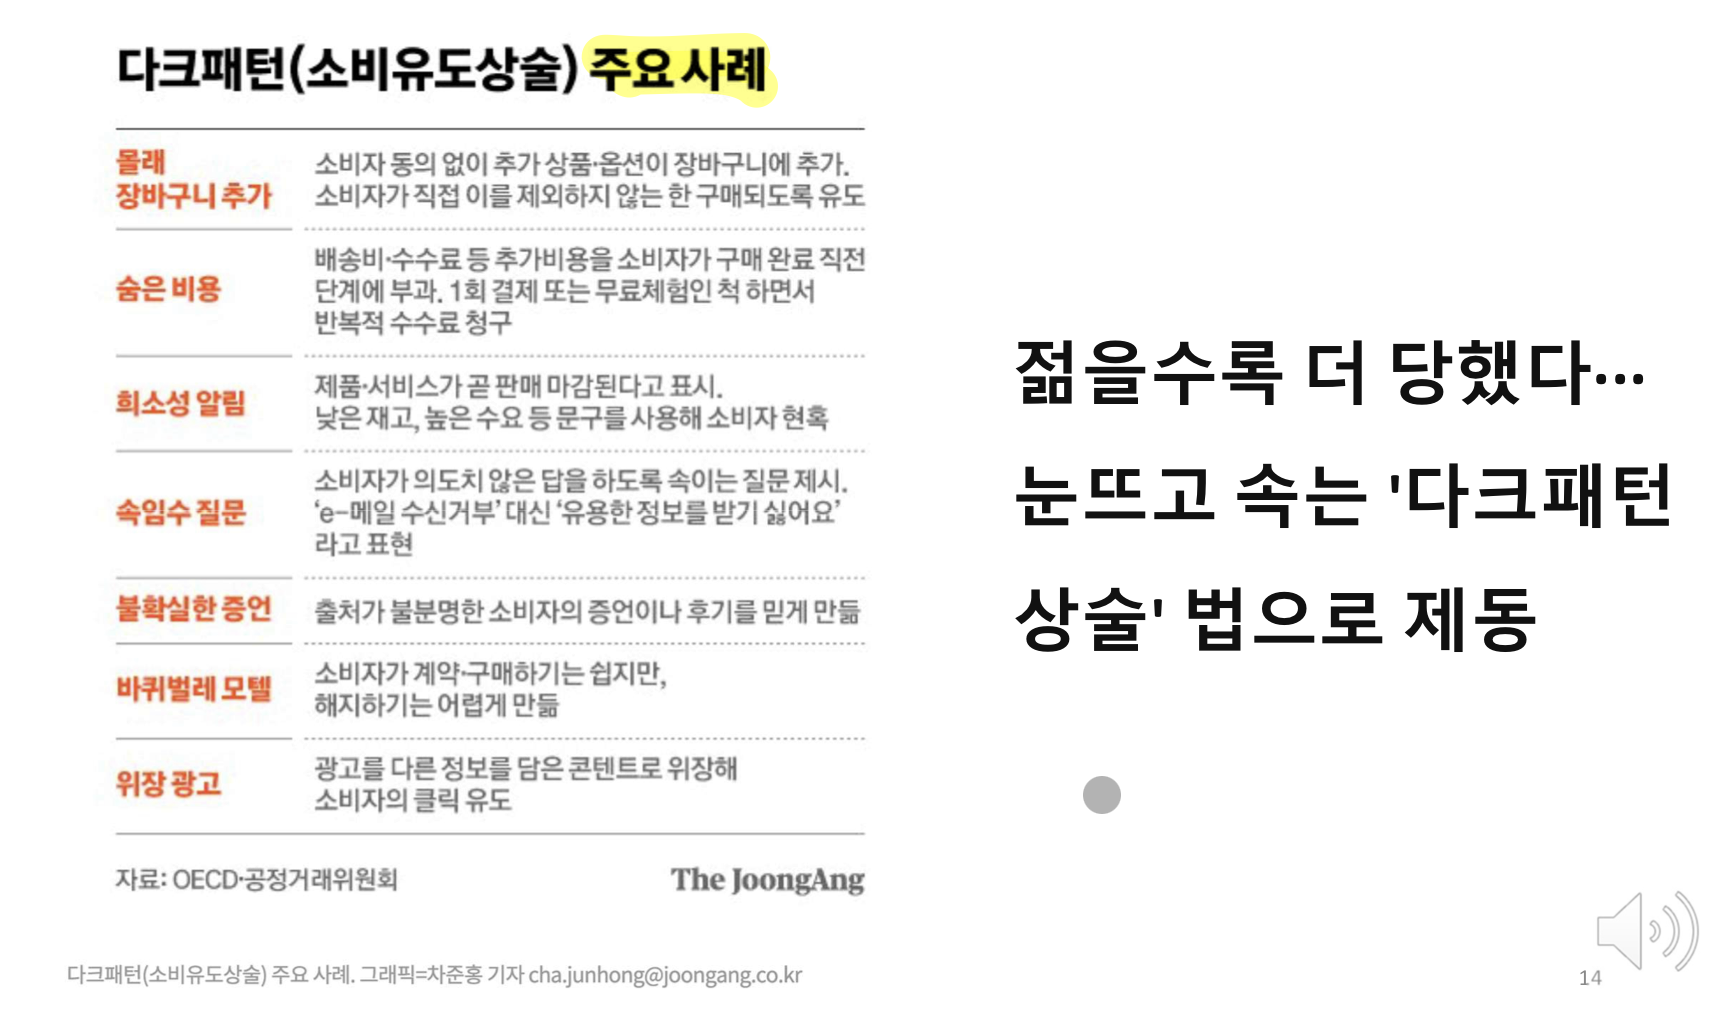 다크패턴(소비유도상술) 주요 사례
몰래
장바구니 추가
소비자 동의 없이 추가 상품·옵션이 장바구니에 추가.
소비자가 직접 이를 제외하지 않는 한 구매되도록 유도
숨은 비용
배송비·수수료 등 추가비용을 소비자가 구매 완료 직전
단계에 부과. 1회 결제 또는 무료체험인 척 하면서
반복적 수수료 청구
희소성 알림
제품·서비스가 곧 판매 마감된다고 표시.
낮은 재고, 높은 수요 등 문구를 사용해 소비자 현혹
속임수 질문
소비자가 의도치 않은 답을 하도록 속이는 질문 제시.
‘e-메일 수신거부’ 대신 ‘유용한 정보를 받기 싫어요’
라고 표현
불확실한 증언
출처가 불분명한 소비자의 증언이나 후기를 믿게 만듦
바퀴벌레 모텔
소비자가 계약·구매하기는 쉽지만,
해지하기는 어렵게 만듦
위장 광고
광고를 다른 정보를 담은 콘텐트로 위장해
소비자의 클릭 유도
자료: OECD·공정거래위원회
The JoongAng
다크패턴(소비유도상술) 주요 사례. 그래픽=차준홍 기자 cha.junhong@joongang.co.kr
젊을수록 더 당했다…
눈뜨고 속는 '다크패턴
상술' 법으로 제동
14